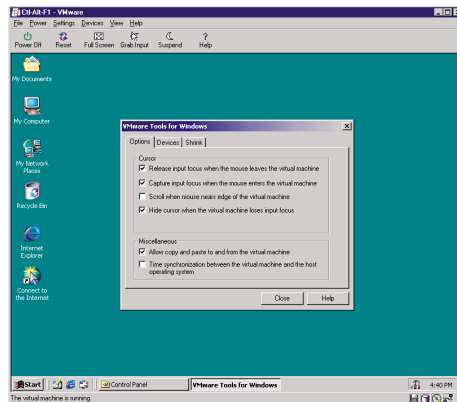 Ctl-Alt-F1 - VMware
File Power Settings Devices View Help
Power Off Reset Full Screen Grab Input Suspend Help
My Documents
My Computer
My Network
Places
Recycle Bin
Internet
Explorer
Connect to
the Internet
VMware Tools for Windows
Options Devices Shrink
Cursor
Release input focus when the mouse leaves the virtual machine
Capture input focus when the mouse enters the virtual machine
Scroll when mouse nears edge of the virtual machine
Hide cursor when the virtual machine loses input focus
Miscellaneous
Allow copy and paste to and from the virtual machine
Time synchronization between the virtual machine and the host
operating system
Close Help
Start Control Panel VMware Tools for Windows 4:40 PM
The virtual machine is running.